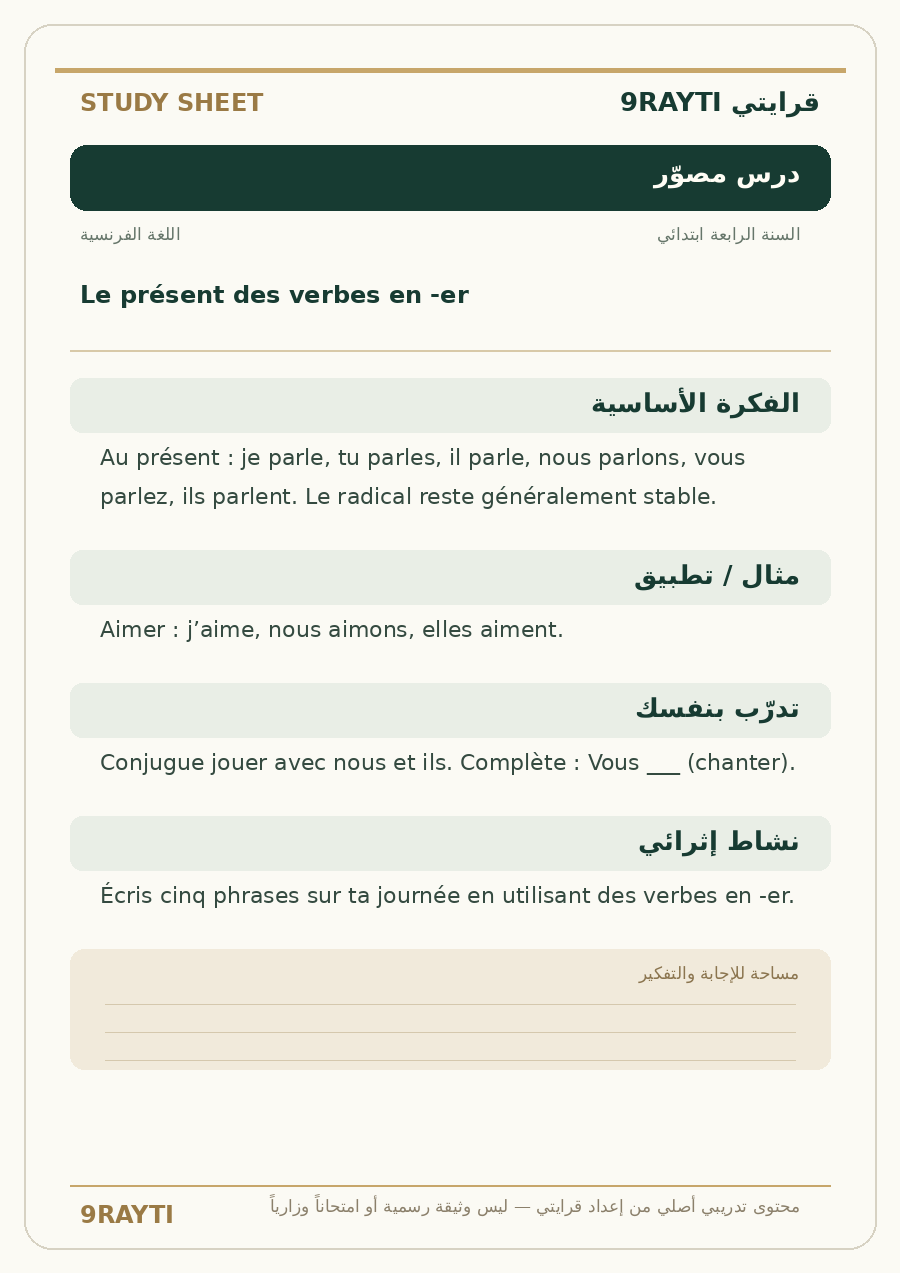 STUDY SHEET
قرايتي 9RAYTI
درس مصوّر
السنة الرابعة ابتدائي
اللغة الفرنسية
Le présent des verbes en -er
الفكرة الأساسية
Au présent : je parle, tu parles, il parle, nous parlons, vous
parlez, ils parlent. Le radical reste généralement stable.
مثال / تطبيق
Aimer : j’aime, nous aimons, elles aiment.
تدرّب بنفسك
Conjugue jouer avec nous et ils. Complète : Vous ___ (chanter).
نشاط إثرائي
Écris cinq phrases sur ta journée en utilisant des verbes en -er.
مساحة للإجابة والتفكير
محتوى تدريبي أصلي من إعداد قرايتي — ليس وثيقة رسمية أو امتحاناً وزارياً
9RAYTI